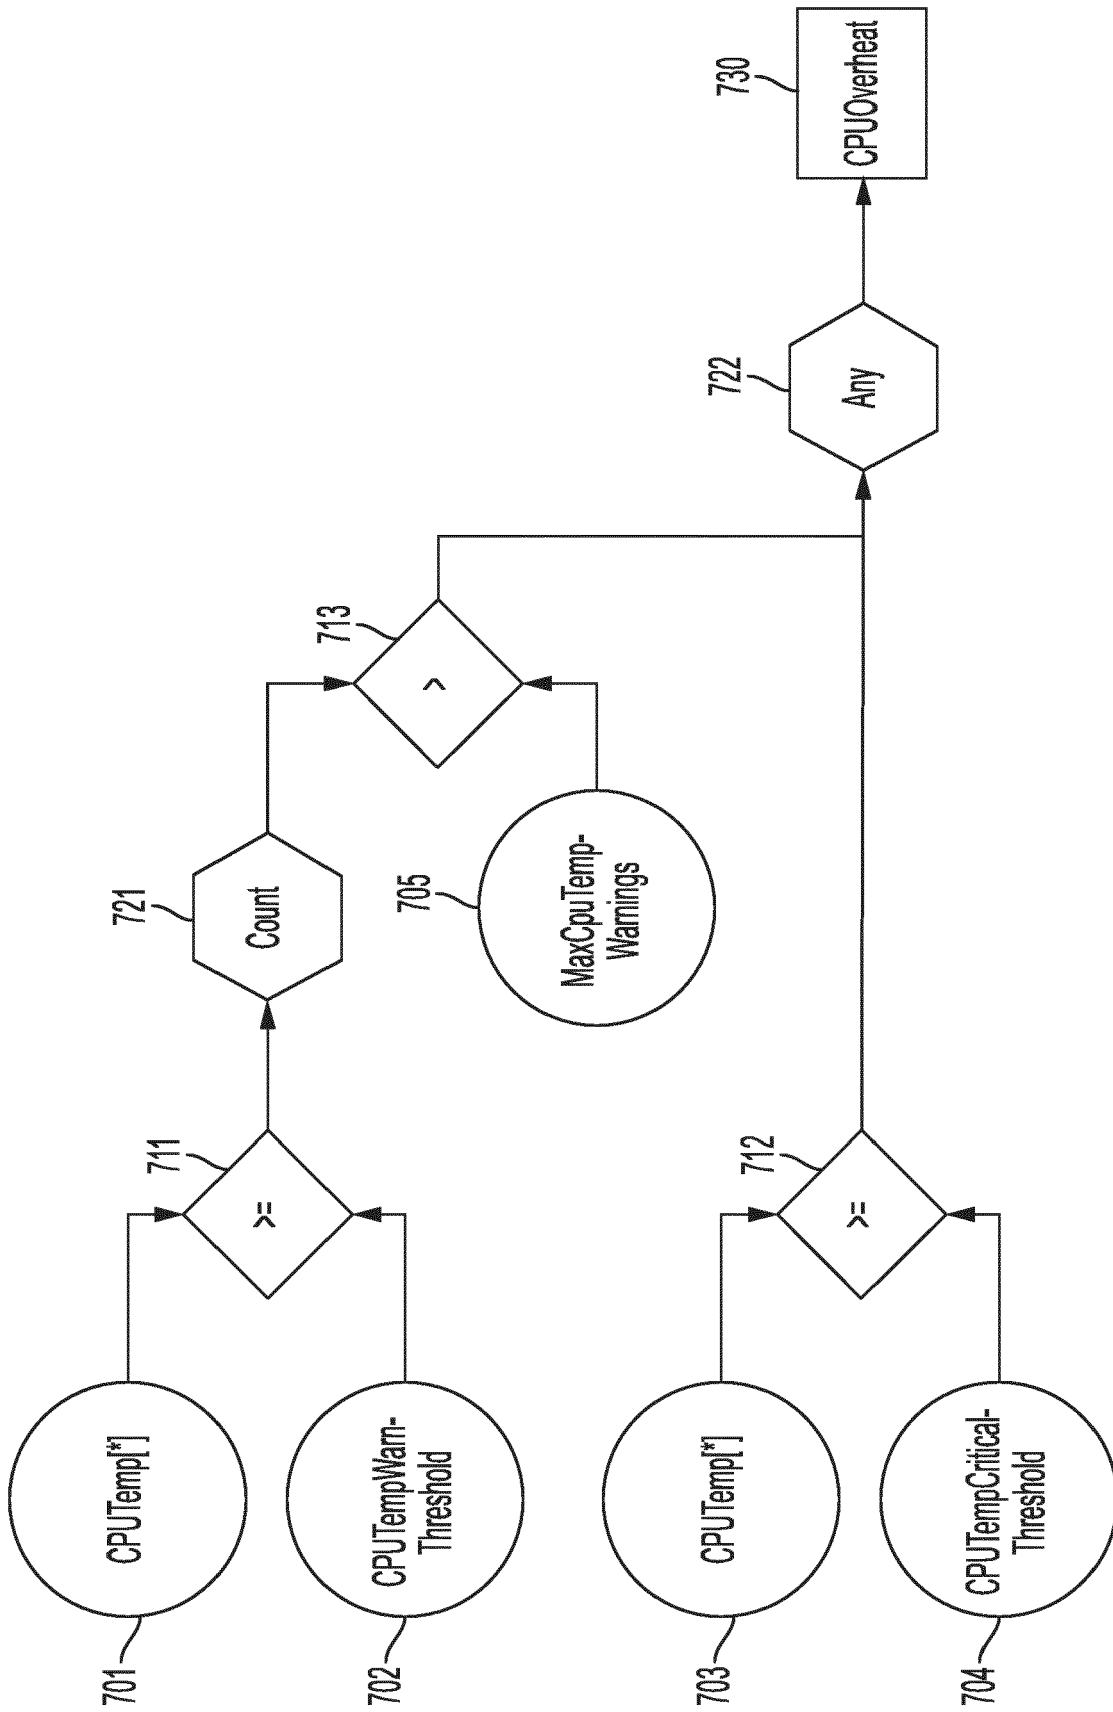 701
CPUTemp[*]
>=
711
Count
721
702
CPUTempWarn-
Threshold
705
MaxCpuTemp-
Warnings
>
713
703
CPUTemp[*]
>=
712
Any
722
CPUOverheat
730
704
CPUTempCritical-
Threshold